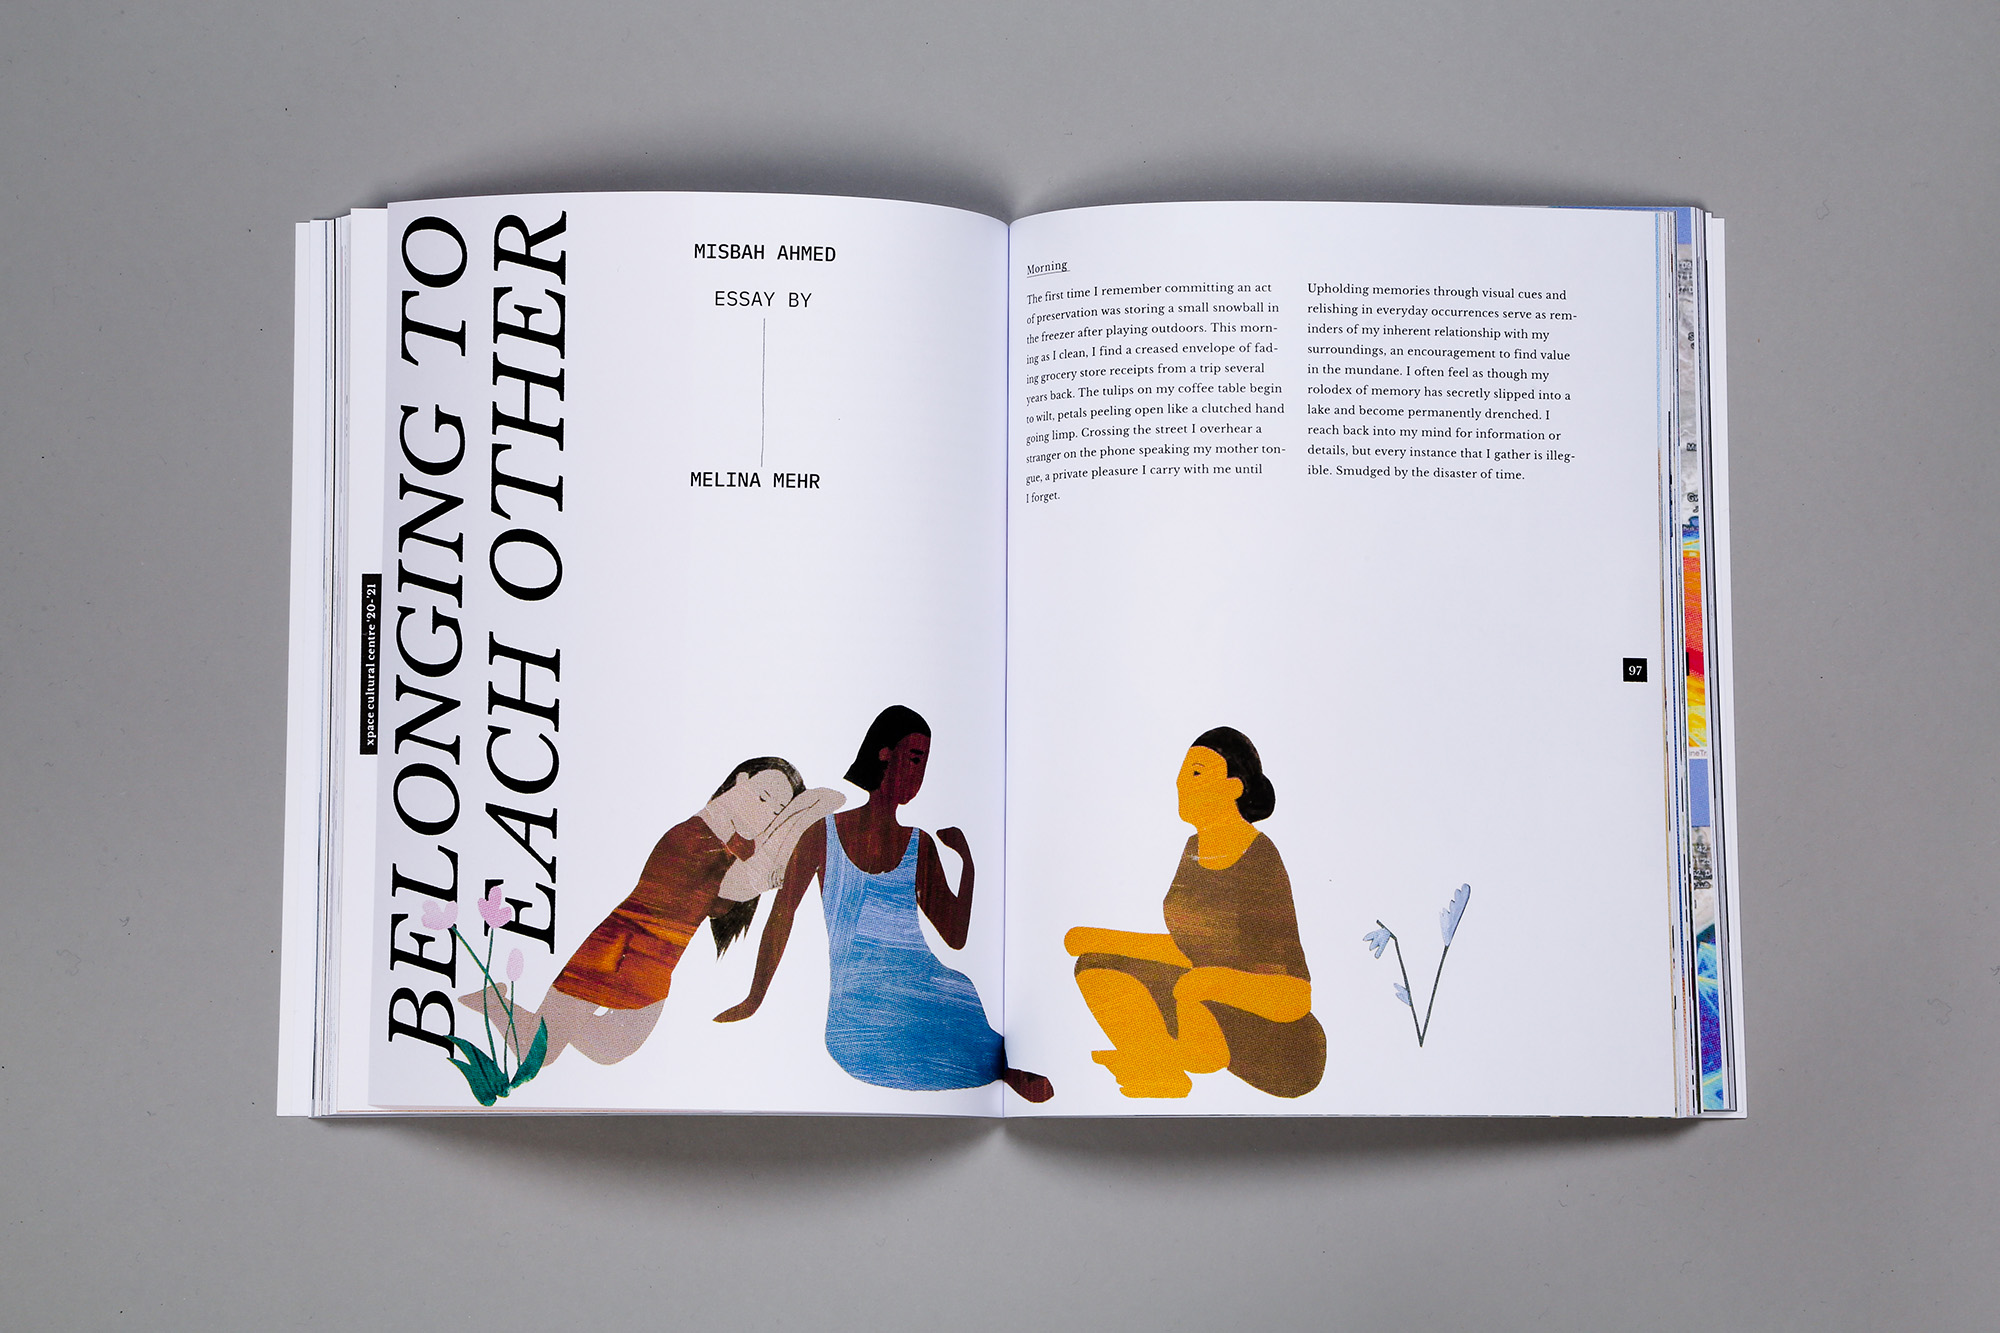 BELONGING TO
EACH OTHER
MISBAH AHMED
ESSAY BY
MELINA MEHR
xpace cultural centre '20-'21
Morning
The first time I remember committing an act
of preservation was storing a small snowball in
the freezer after playing outdoors. This morn-
ing as I clean, I find a creased envelope of fad-
ing grocery store receipts from a trip several
years back. The tulips on my coffee table begin
to wilt, petals peeling open like a clutched hand
going limp. Crossing the street I overhear a
stranger on the phone speaking my mother ton-
gue, a private pleasure I carry with me until
I forget.
Upholding memories through visual cues and
relishing in everyday occurrences serve as rem-
inders of my inherent relationship with my
surroundings, an encouragement to find value
in the mundane. I often feel as though my
rolodex of memory has secretly slipped into a
lake and become permanently drenched. I
reach back into my mind for information or
details, but every instance that I gather is illeg-
ible. Smudged by the disaster of time.
97